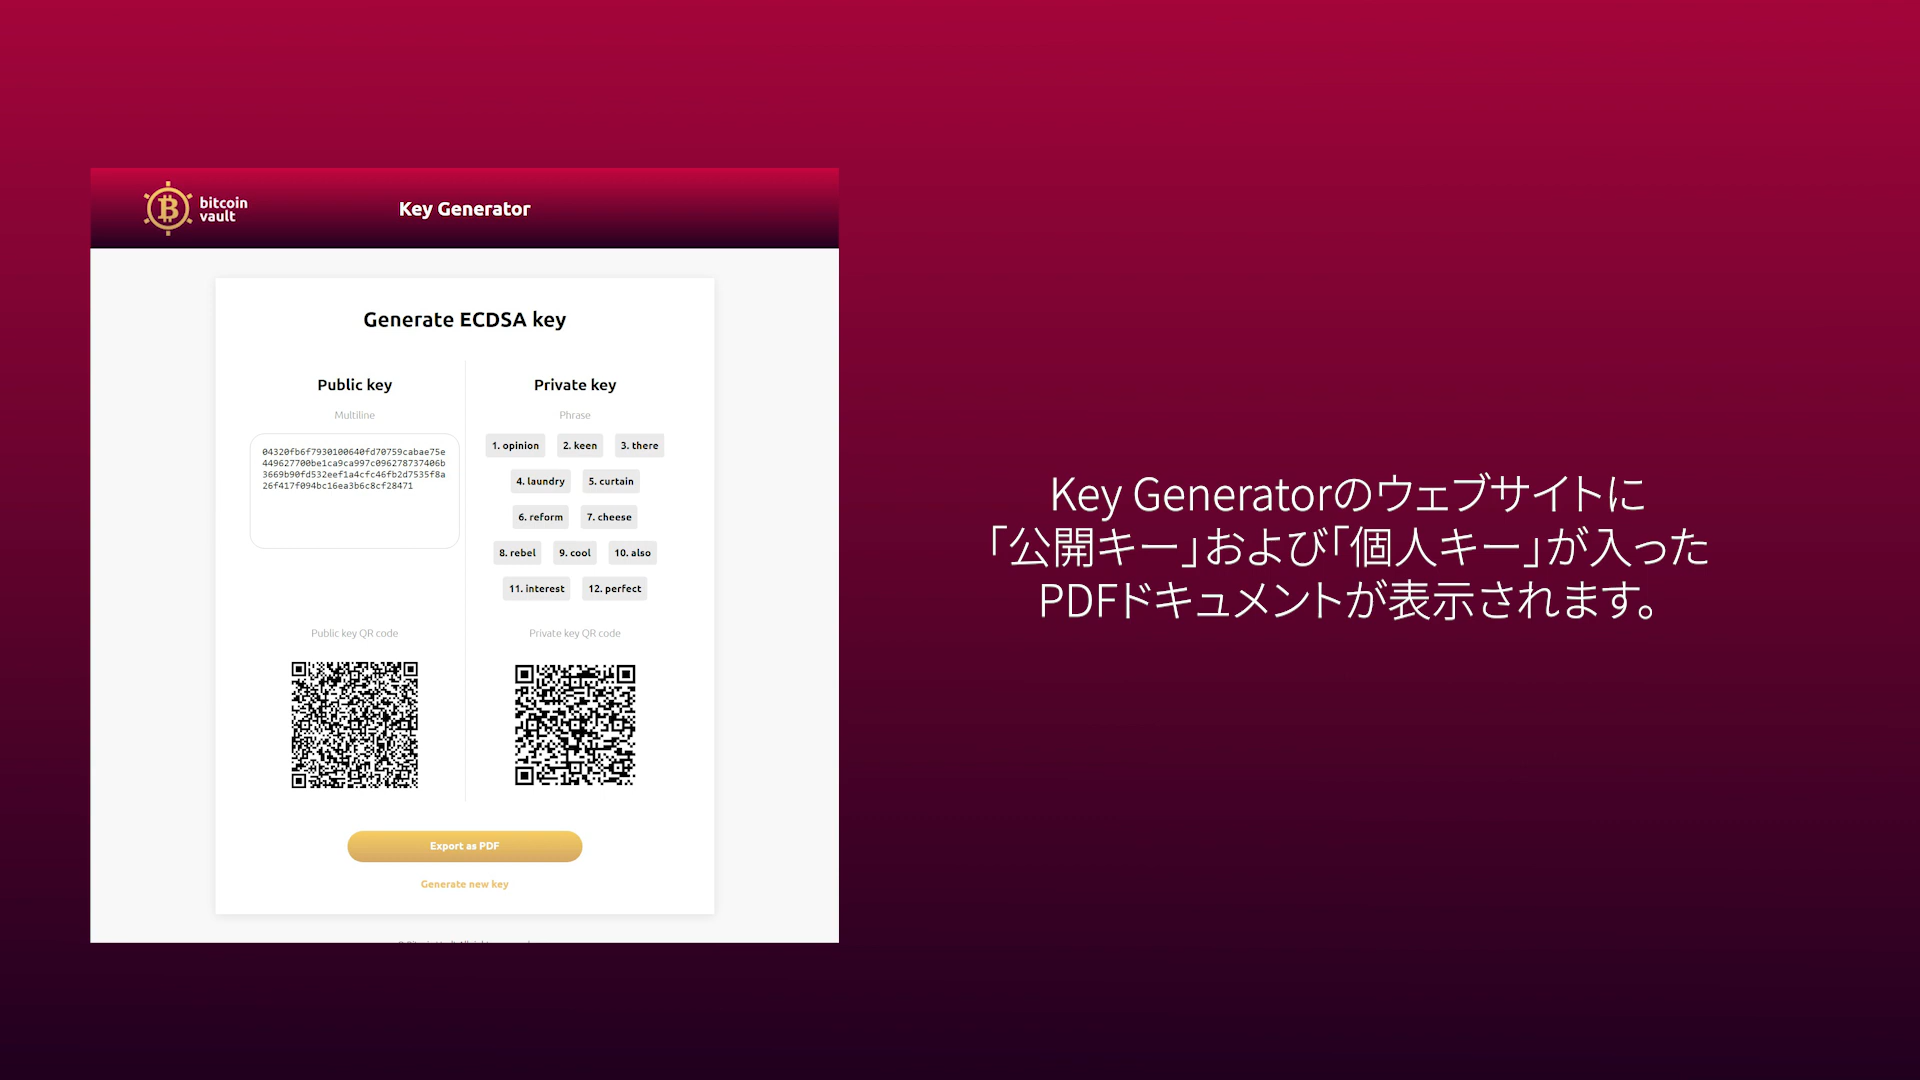 bitcoin
vault
Key Generator
Generate ECDSA key
Public key
Multiline
04320fb6f7930100640fd70759cabae75e
449627700be1ca9ca997c096278737406b
3669b90fd532eef1a4cfc46fb2d7535f8a
26f417f094bc16ea3b6c8cf28471
Public key QR code
Private key
Phrase
1. opinion 2. keen 3. there
4. laundry 5. curtain
6. reform 7. cheese
8. rebel 9. cool 10. also
11. interest 12. perfect
Private key QR code
Export as PDF
Generate new key
Key Generatorのウェブサイトに
「公開キー」および「個人キー」が入った
PDFドキュメントが表示されます。